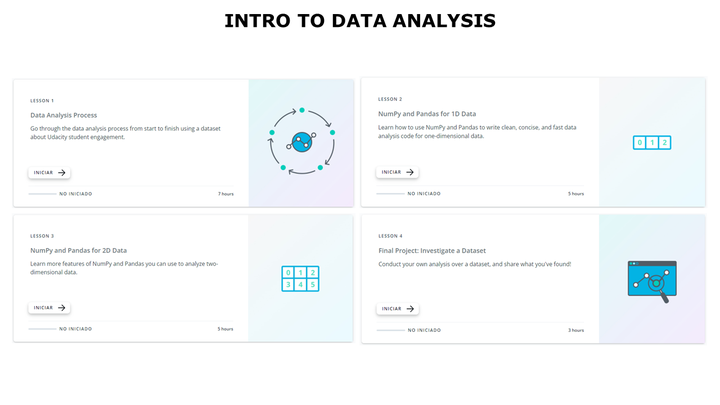 INTRO TO DATA ANALYSIS
LESSON 1
Data Analysis Process
Go through the data analysis process from start to finish using a dataset
about Udacity student engagement.
INICIAR
NO INICIADO
7 hours
LESSON 2
NumPy and Pandas for 1D Data
Learn how to use NumPy and Pandas to write clean, concise, and fast data
analysis code for one-dimensional data.
0 1 2
INICIAR
NO INICIADO
5 hours
LESSON 3
NumPy and Pandas for 2D Data
Learn more features of NumPy and Pandas you can use to analyze two-
dimensional data.
0 1 2
3 4 5
INICIAR
NO INICIADO
5 hours
LESSON 4
Final Project: Investigate a Dataset
Conduct your own analysis over a dataset, and share what you've found!
INICIAR
NO INICIADO
3 hours